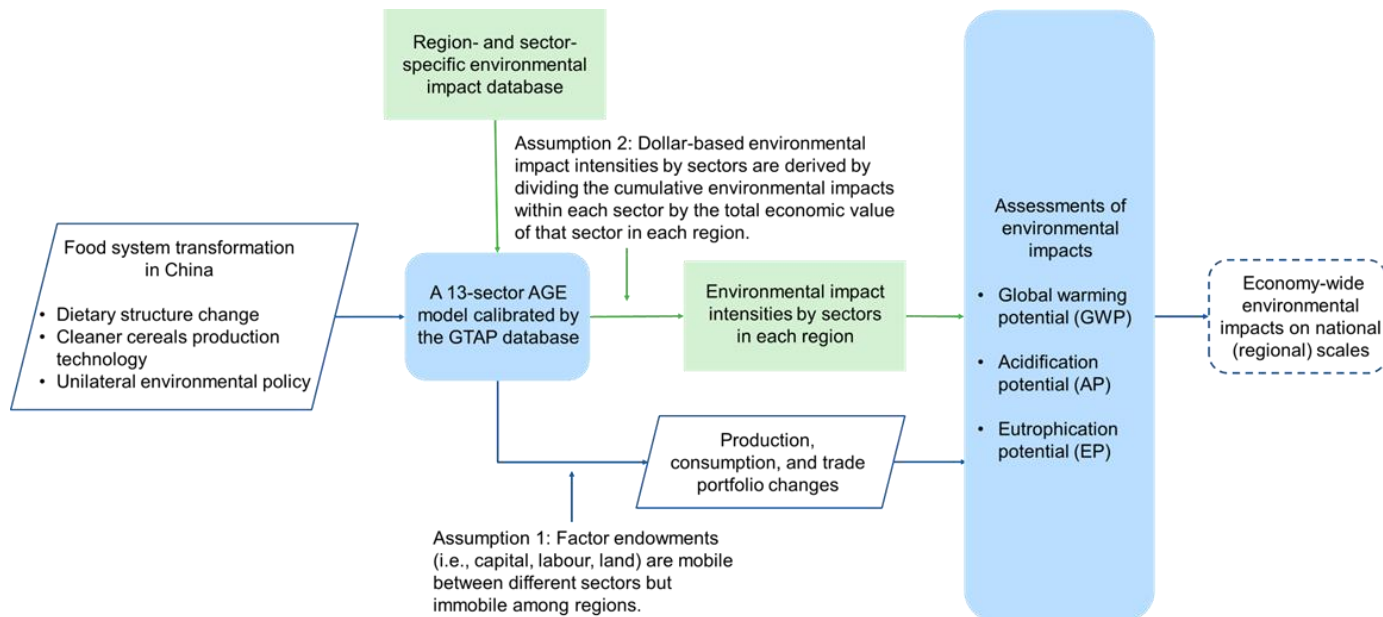 Region- and sector-
specific environmental
impact database
Assumption 2: Dollar-based environmental
impact intensities by sectors are derived by
dividing the cumulative environmental impacts
within each sector by the total economic value
of that sector in each region.
Food system transformation
in China
• Dietary structure change
• Cleaner cereals production
technology
• Unilateral environmental policy
A 13-sector AGE
model calibrated by
the GTAP database
Environmental impact
intensities by sectors
in each region
Production,
consumption, and trade
portfolio changes
Assumption 1: Factor endowments
(i.e., capital, labour, land) are mobile
between different sectors but
immobile among regions.
Assessments of
environmental
impacts
• Global warming
potential (GWP)
• Acidification
potential (AP)
• Eutrophication
potential (EP)
Economy-wide
environmental
impacts on national
(regional) scales